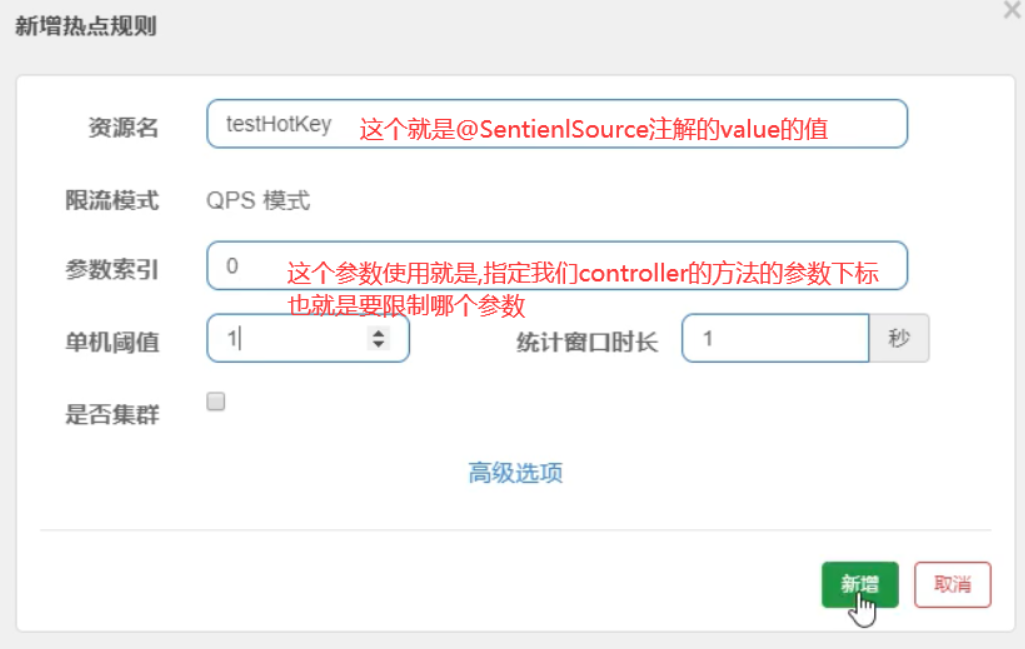 新增热点规则
资源名 testHotKey 这个就是@SentienlSource注解的value的值
限流模式 QPS 模式
参数索引 0 这个参数使用就是,指定我们controller的方法的参数下标
也就是要限制哪个参数
单机阈值 1 统计窗口时长 1 秒
是否集群
高级选项
新增 取消